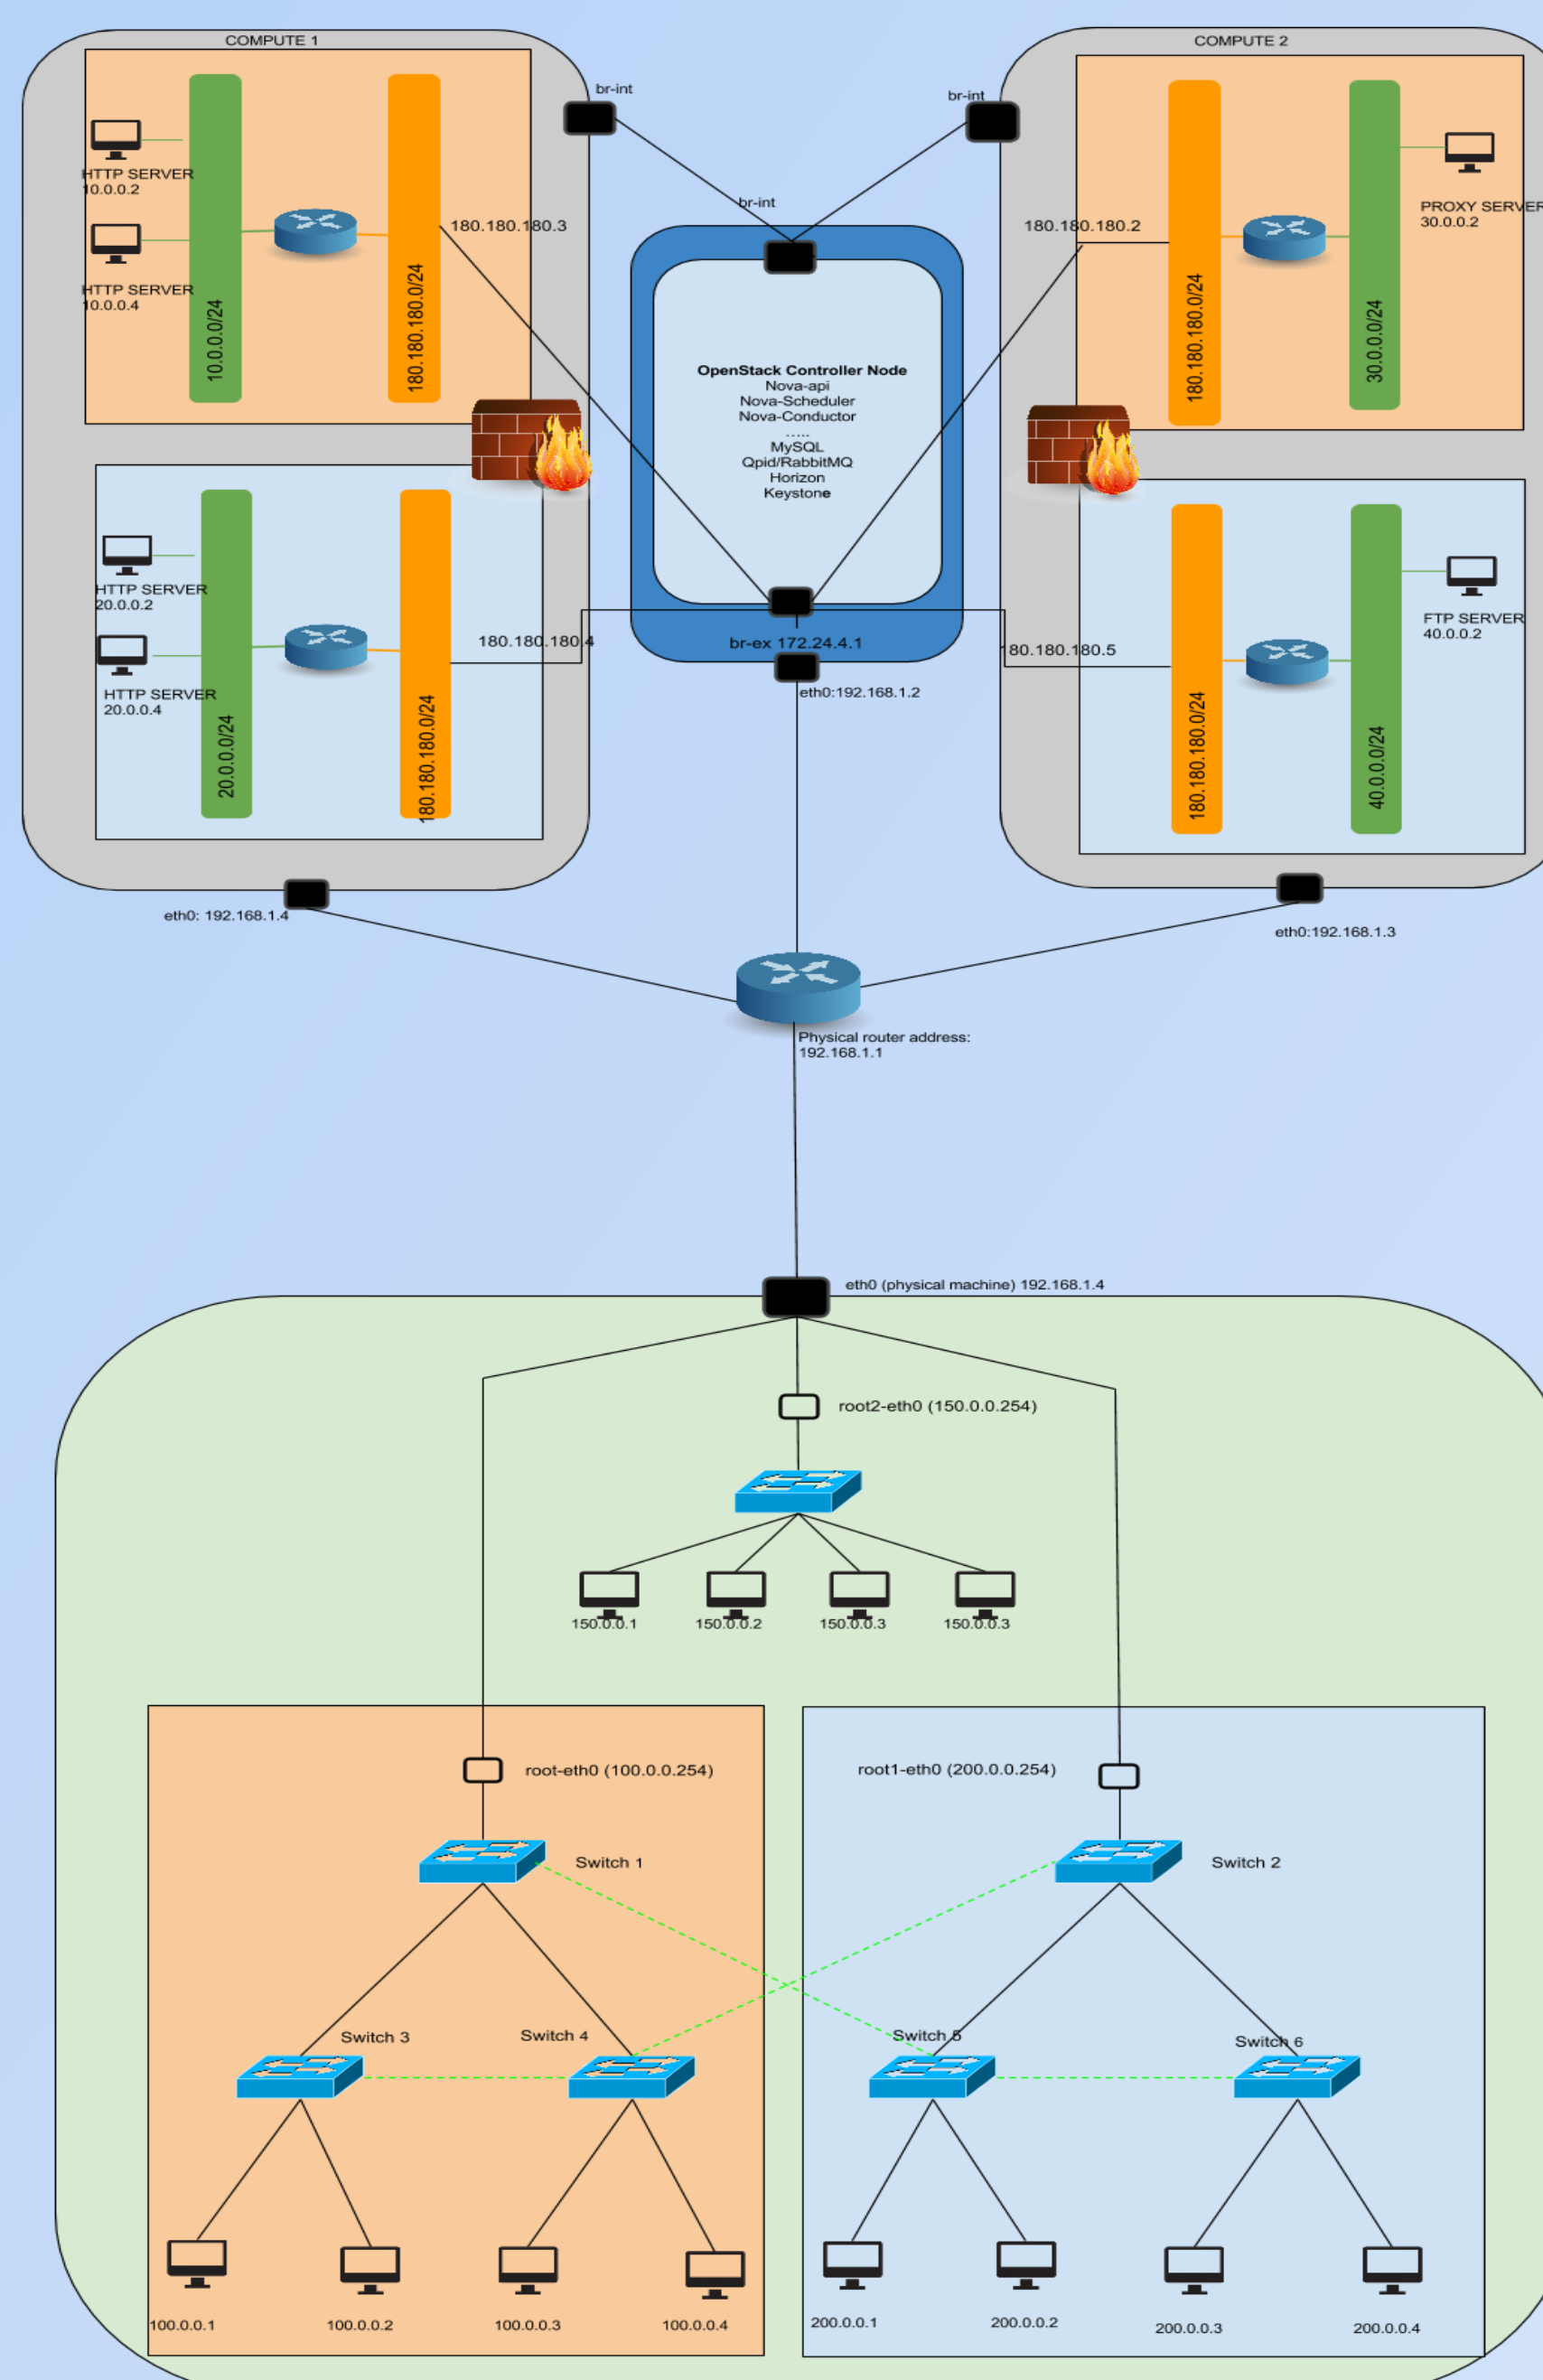 COMPUTE 1
COMPUTE 2
br-int
br-int
br-int
HTTP SERVER
10.0.0.2
HTTP SERVER
10.0.0.4
10.0.0.0/24
180.180.180.0/24
180.180.180.3
180.180.180.2
180.180.180.0/24
30.0.0.0/24
PROXY SERVER
30.0.0.2
OpenStack Controller Node
Nova-api
Nova-Scheduler
Nova-Conductor
.....
MySQL
Qpid/RabbitMQ
Horizon
Keystone
HTTP SERVER
20.0.0.2
HTTP SERVER
20.0.0.4
20.0.0.0/24
180.180.180.0/24
180.180.180.4
br-ex 172.24.4.1
eth0:192.168.1.2
180.180.180.5
180.180.180.0/24
40.0.0.0/24
FTP SERVER
40.0.0.2
eth0: 192.168.1.4
eth0:192.168.1.3
Physical router address:
192.168.1.1
eth0 (physical machine) 192.168.1.4
root2-eth0 (150.0.0.254)
150.0.0.1
150.0.0.2
150.0.0.3
150.0.0.3
root-eth0 (100.0.0.254)
root1-eth0 (200.0.0.254)
Switch 1
Switch 2
Switch 3
Switch 4
Switch 5
Switch 6
100.0.0.1
100.0.0.2
100.0.0.3
100.0.0.4
200.0.0.1
200.0.0.2
200.0.0.3
200.0.0.4